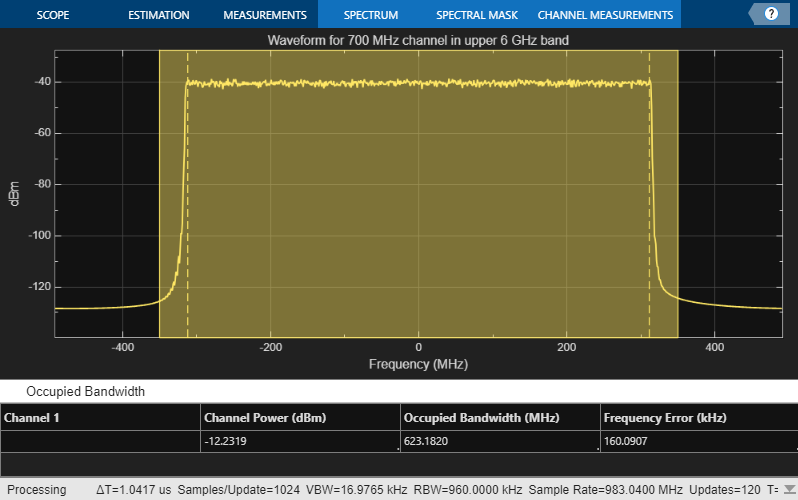 SCOPE ESTIMATION MEASUREMENTS SPECTRUM SPECTRAL MASK CHANNEL MEASUREMENTS ?
Waveform for 700 MHz channel in upper 6 GHz band
-40
-60
-80
-100
-120
dBm
-400 -200 0 200 400
Frequency (MHz)
Occupied Bandwidth
Channel 1 Channel Power (dBm) Occupied Bandwidth (MHz) Frequency Error (kHz)
-12.2319 623.1820 160.0907
Processing ΔT=1.0417 us Samples/Update=1024 VBW=16.9765 kHz RBW=960.0000 kHz Sample Rate=983.0400 MHz Updates=120 T=